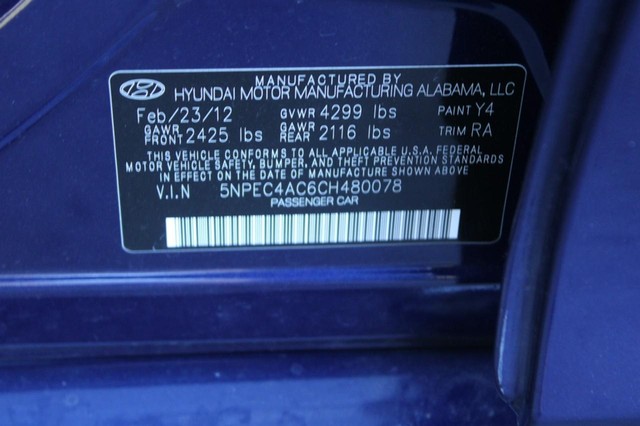 MANUFACTURED BY
HYUNDAI MOTOR MANUFACTURING ALABAMA, LLC
Feb/23/12 GVWR 4299 lbs PAINT Y4
GAWR FRONT 2425 lbs GAWR REAR 2116 lbs TRIM RA
THIS VEHICLE CONFORMS TO ALL APPLICABLE U.S.A. FEDERAL
MOTOR VEHICLE SAFETY, BUMPER, AND THEFT PREVENTION STANDARDS
IN EFFECT ON THE DATE OF MANUFACTURE SHOWN ABOVE
V.I.N 5NPEC4AC6CH480078
PASSENGER CAR